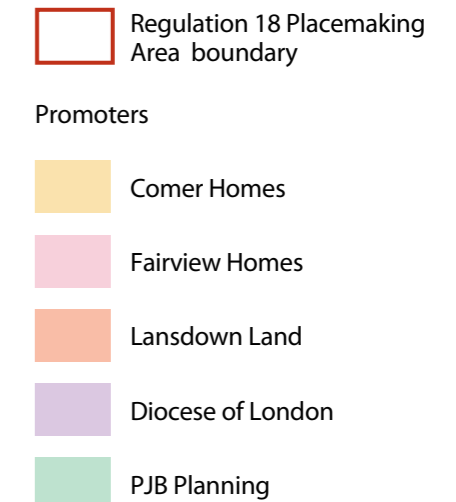 Regulation 18 Placemaking
Area boundary
Promoters
Comer Homes
Fairview Homes
Lansdown Land
Diocese of London
PJB Planning